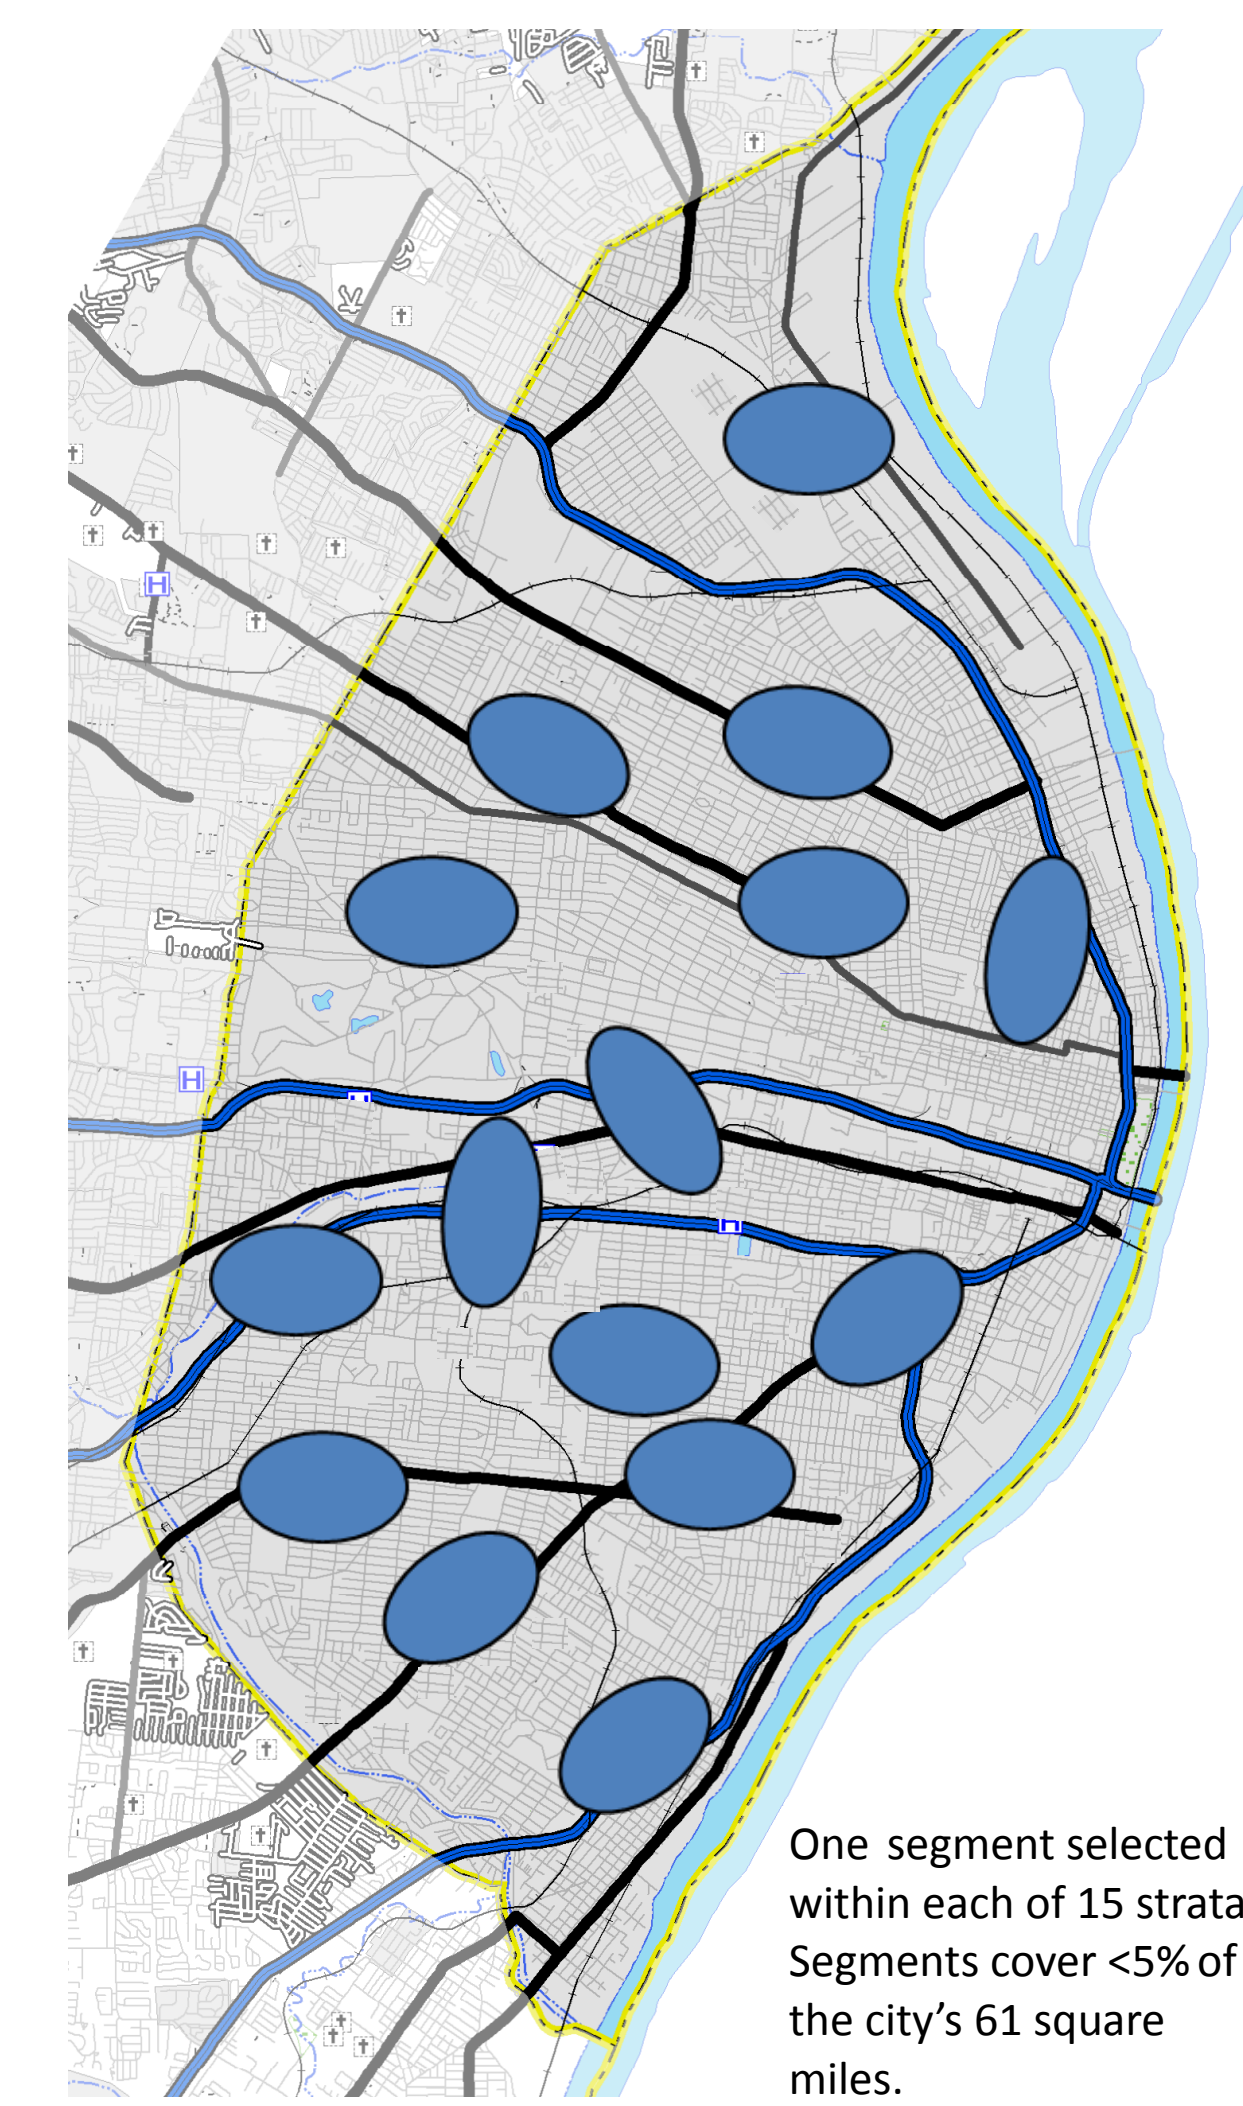 H
H
One segment selected
within each of 15 strata
Segments cover <5% of
the city’s 61 square
miles.